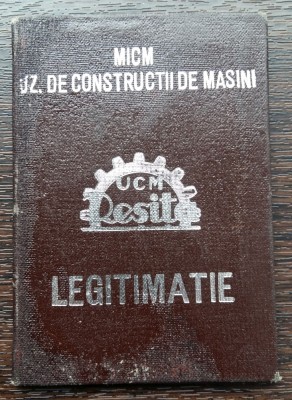 MICM
UZ. DE CONSTRUCTII DE MASINI
UCM
Resita
LEGITIMATIE